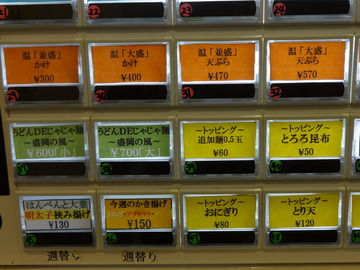 温「並盛」
かけ
¥300
温「大盛」
かけ
¥400
温「並盛」
天ぷら
¥470
温「大盛」
天ぷら
¥570
うどんDEじゃじゃ麺
～盛岡の風～
¥600「小」
うどんDEじゃじゃ麺
～盛岡の風～
¥700「大」
～トッピング～
追加麺0.5玉
¥60
～トッピング～
とろろ昆布
¥50
はんぺんと大葉
明太子挟み揚げ
¥130
今週のかき揚げ
¥150
～トッピング～
おにぎり
¥80
～トッピング～
とり天
¥120
週替り
週替り